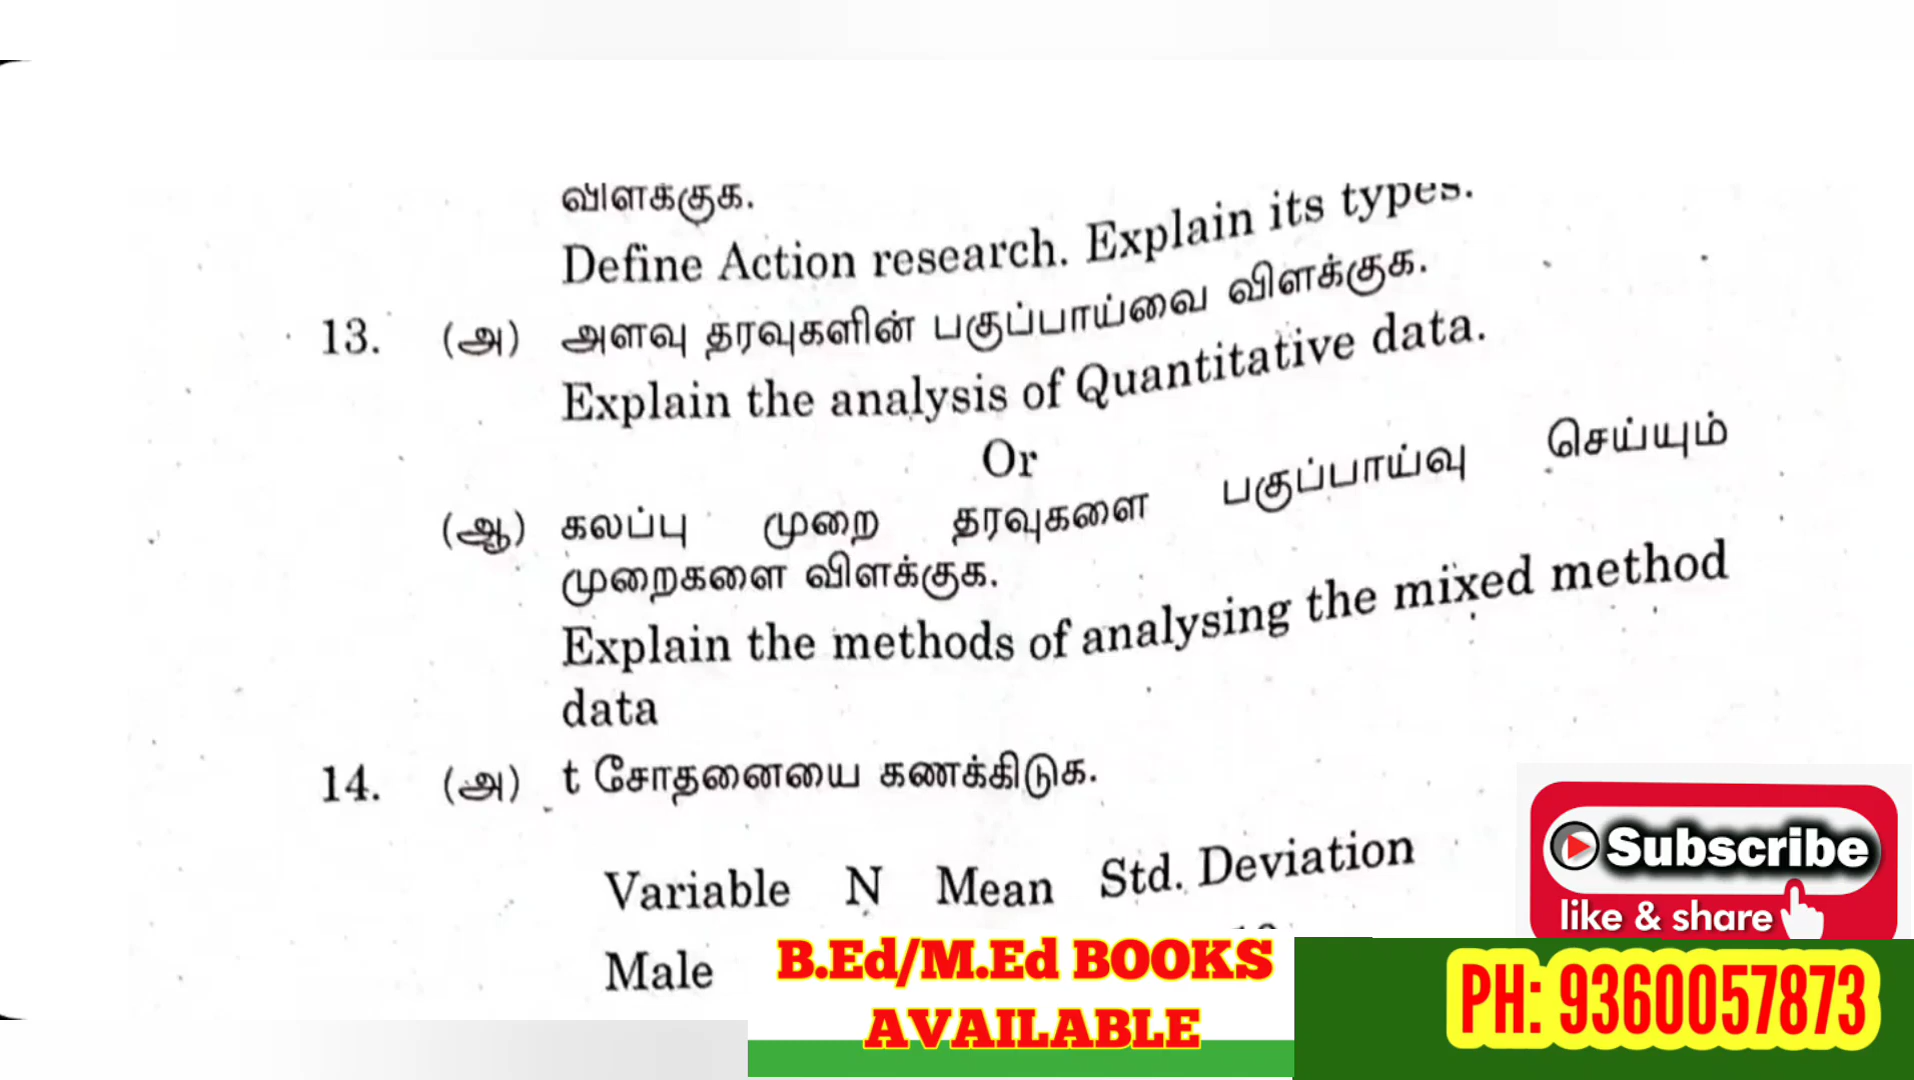 விளக்குக.
Define Action research. Explain its types.
13. (அ) அளவு தரவுகளின் பகுப்பாய்வை விளக்குக.
Explain the analysis of Quantitative data.
Or
(ஆ) கலப்பு முறை தரவுகளை பகுப்பாய்வு செய்யும்
முறைகளை விளக்குக.
Explain the methods of analysing the mixed method
data
14. (அ) t சோதனையை கணக்கிடுக.
Variable N Mean Std. Deviation
Male
Subscribe
like & share
B.Ed/M.Ed BOOKS
AVAILABLE
PH: 9360057873